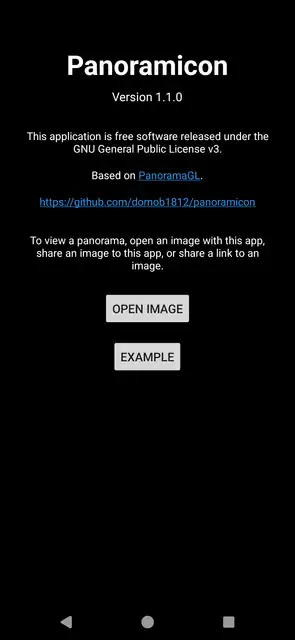 Panoramicon
Version 1.1.0
This application is free software released under the
GNU General Public License v3.
Based on PanoramaGL.
https://github.com/domob1812/panoramicon
To view a panorama, open an image with this app,
share an image to this app, or share a link to an
image.
OPEN IMAGE
EXAMPLE